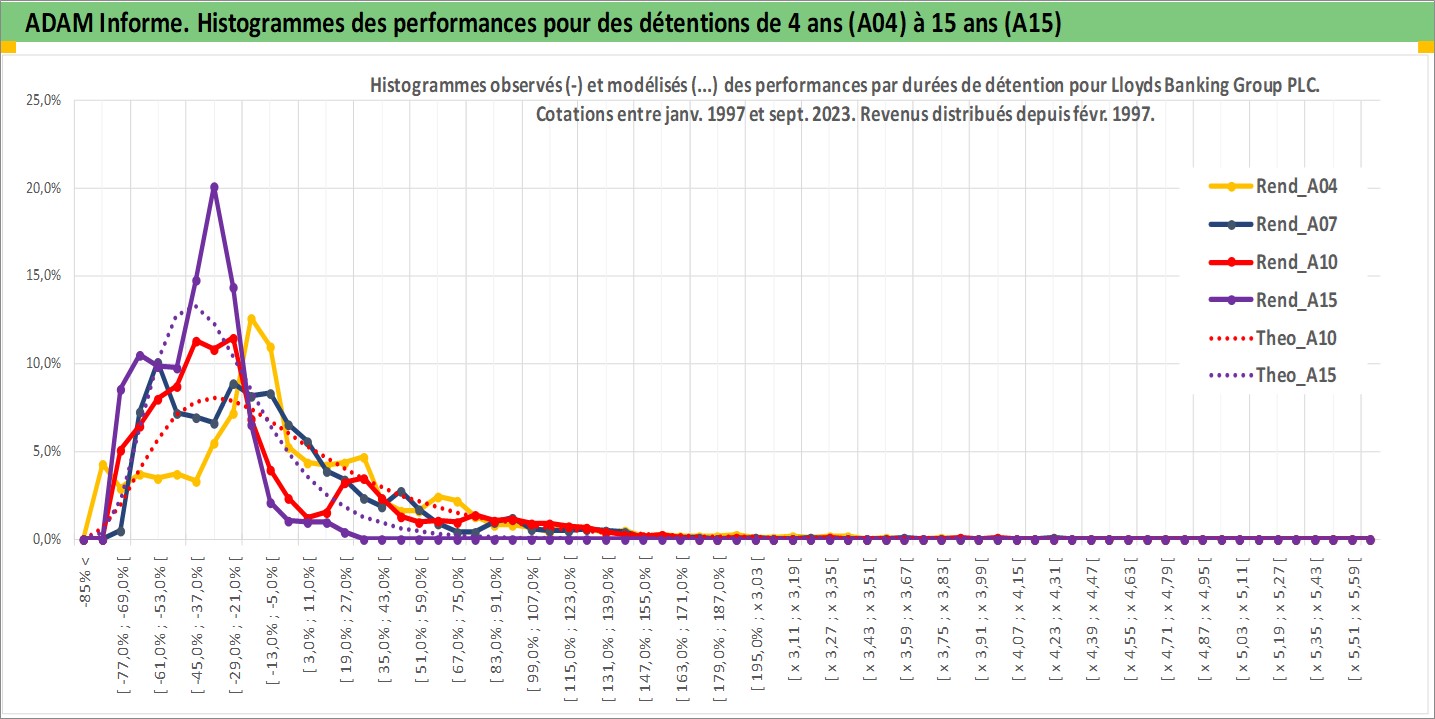 ADAM Informe. Histogrammes des performances pour des détentions de 4 ans (A04) à 15 ans (A15)
Histogrammes observés (-) et modélisés (...) des performances par durées de détention pour Lloyds Banking Group PLC.
Cotations entre janv. 1997 et sept. 2023. Revenus distribués depuis févr. 1997.
25,0%
20,0%
15,0%
10,0%
5,0%
0,0%
Rend_A04
Rend_A07
Rend_A10
Rend_A15
Theo_A10
Theo_A15
-85% <
[ -77,0% ; -69,0% [
[ -61,0% ; -53,0% [
[ -45,0% ; -37,0% [
[ -29,0% ; -21,0% [
[ -13,0% ; -5,0% [
[ 3,0% ; 11,0% [
[ 19,0% ; 27,0% [
[ 35,0% ; 43,0% [
[ 51,0% ; 59,0% [
[ 67,0% ; 75,0% [
[ 83,0% ; 91,0% [
[ 99,0% ; 107,0% [
[ 115,0% ; 123,0% [
[ 131,0% ; 139,0% [
[ 147,0% ; 155,0% [
[ 163,0% ; 171,0% [
[ 179,0% ; 187,0% [
[ 195,0% ; x 3,03 [
[ x 3,11 ; x 3,19 [
[ x 3,27 ; x 3,35 [
[ x 3,43 ; x 3,51 [
[ x 3,59 ; x 3,67 [
[ x 3,75 ; x 3,83 [
[ x 3,91 ; x 3,99 [
[ x 4,07 ; x 4,15 [
[ x 4,23 ; x 4,31 [
[ x 4,39 ; x 4,47 [
[ x 4,55 ; x 4,63 [
[ x 4,71 ; x 4,79 [
[ x 4,87 ; x 4,95 [
[ x 5,03 ; x 5,11 [
[ x 5,19 ; x 5,27 [
[ x 5,35 ; x 5,43 [
[ x 5,51 ; x 5,59 [